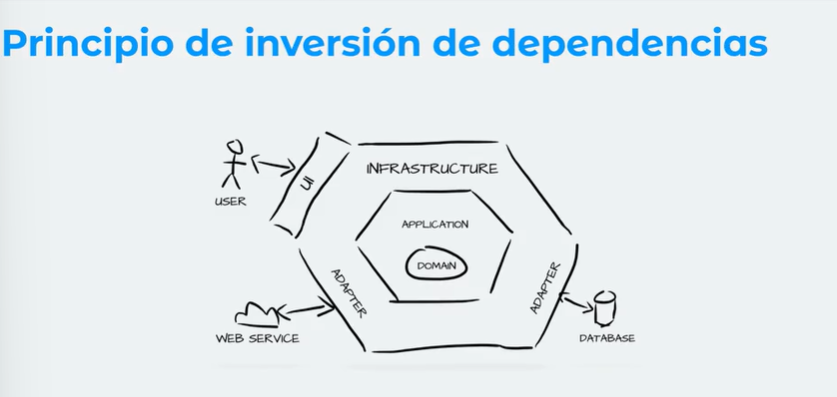 Principio de inversión de dependencias
INFRASTRUCTURE
UI
USER
APPLICATION
DOMAIN
ADAPTER
ADAPTER
WEB SERVICE
DATABASE